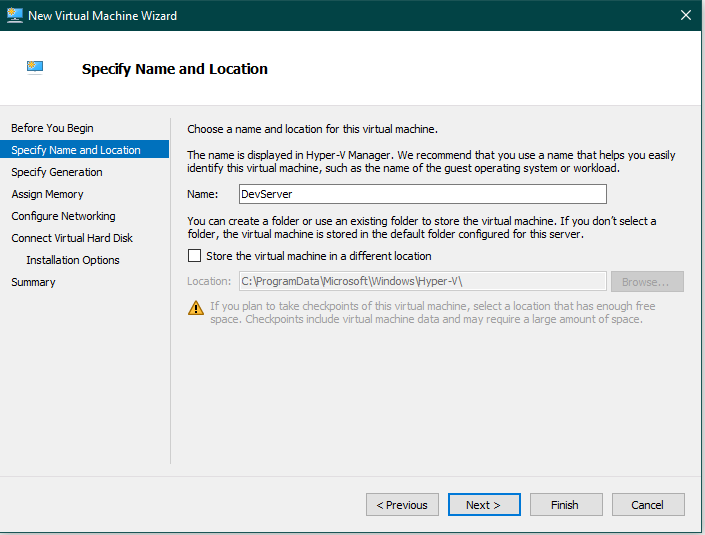 New Virtual Machine Wizard
Specify Name and Location
Before You Begin
Specify Name and Location
Specify Generation
Assign Memory
Configure Networking
Connect Virtual Hard Disk
Installation Options
Summary
Choose a name and location for this virtual machine.
The name is displayed in Hyper-V Manager. We recommend that you use a name that helps you easily
identify this virtual machine, such as the name of the guest operating system or workload.
Name: DevServer
You can create a folder or use an existing folder to store the virtual machine. If you don't select a
folder, the virtual machine is stored in the default folder configured for this server.
Store the virtual machine in a different location
Location: C:\ProgramData\Microsoft\Windows\Hyper-V\ Browse...
If you plan to take checkpoints of this virtual machine, select a location that has enough free
space. Checkpoints include virtual machine data and may require a large amount of space.
< Previous Next > Finish Cancel